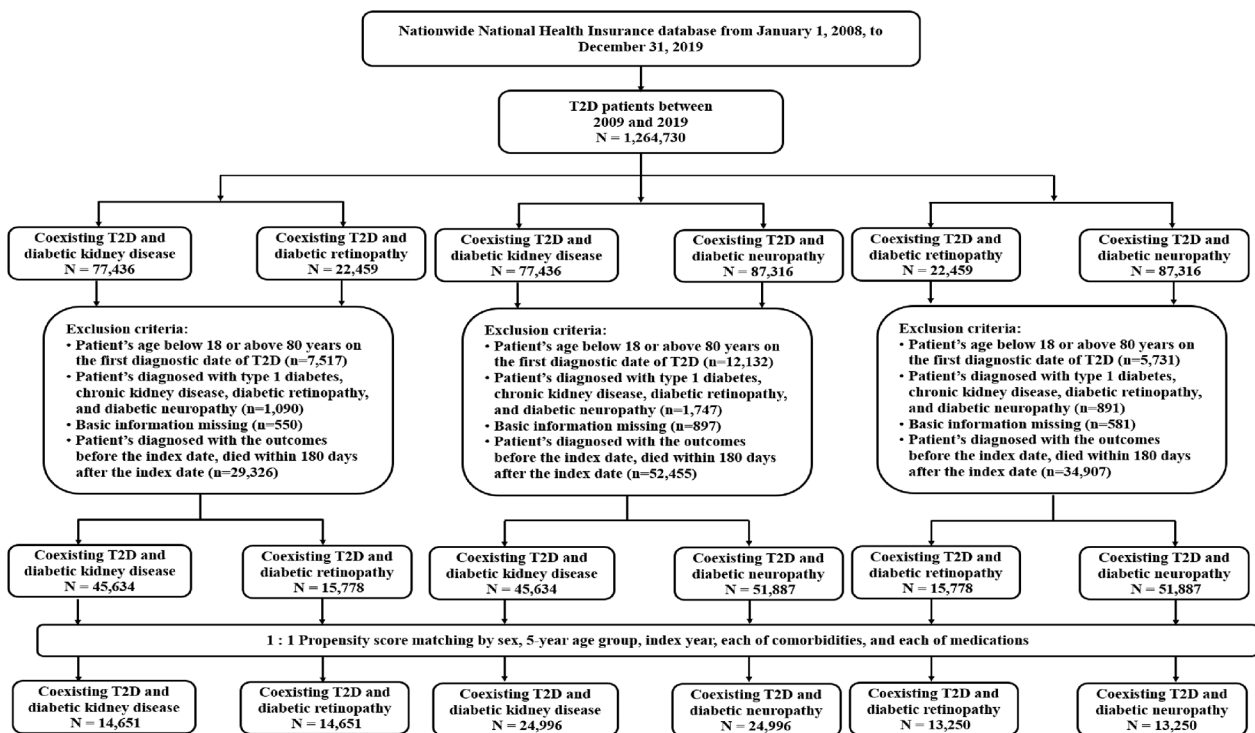 Nationwide National Health Insurance database from January 1, 2008, to
December 31, 2019
T2D patients between
2009 and 2019
N = 1,264,730
Coexisting T2D and
diabetic kidney disease
N = 77,436
Coexisting T2D and
diabetic retinopathy
N = 22,459
Coexisting T2D and
diabetic kidney disease
N = 77,436
Coexisting T2D and
diabetic neuropathy
N = 87,316
Coexisting T2D and
diabetic retinopathy
N = 22,459
Coexisting T2D and
diabetic neuropathy
N = 87,316
Exclusion criteria:
• Patient’s age below 18 or above 80 years on
the first diagnostic date of T2D (n=7,517)
• Patient’s diagnosed with type 1 diabetes,
chronic kidney disease, diabetic retinopathy,
and diabetic neuropathy (n=1,090)
• Basic information missing (n=550)
• Patient’s diagnosed with the outcomes
before the index date, died within 180 days
after the index date (n=29,326)
Exclusion criteria:
• Patient’s age below 18 or above 80 years on
the first diagnostic date of T2D (n=12,132)
• Patient’s diagnosed with type 1 diabetes,
chronic kidney disease, diabetic retinopathy,
and diabetic neuropathy (n=1,747)
• Basic information missing (n=897)
• Patient’s diagnosed with the outcomes
before the index date, died within 180 days
after the index date (n=52,455)
Exclusion criteria:
• Patient’s age below 18 or above 80 years on
the first diagnostic date of T2D (n=5,731)
• Patient’s diagnosed with type 1 diabetes,
chronic kidney disease, diabetic retinopathy,
and diabetic neuropathy (n=891)
• Basic information missing (n=581)
• Patient’s diagnosed with the outcomes
before the index date, died within 180 days
after the index date (n=34,907)
Coexisting T2D and
diabetic kidney disease
N = 45,634
Coexisting T2D and
diabetic retinopathy
N = 15,778
Coexisting T2D and
diabetic kidney disease
N = 45,634
Coexisting T2D and
diabetic neuropathy
N = 51,887
Coexisting T2D and
diabetic retinopathy
N = 15,778
Coexisting T2D and
diabetic neuropathy
N = 51,887
1 : 1 Propensity score matching by sex, 5-year age group, index year, each of comorbidities, and each of medications
Coexisting T2D and
diabetic kidney disease
N = 14,651
Coexisting T2D and
diabetic retinopathy
N = 14,651
Coexisting T2D and
diabetic kidney disease
N = 24,996
Coexisting T2D and
diabetic neuropathy
N = 24,996
Coexisting T2D and
diabetic retinopathy
N = 13,250
Coexisting T2D and
diabetic neuropathy
N = 13,250